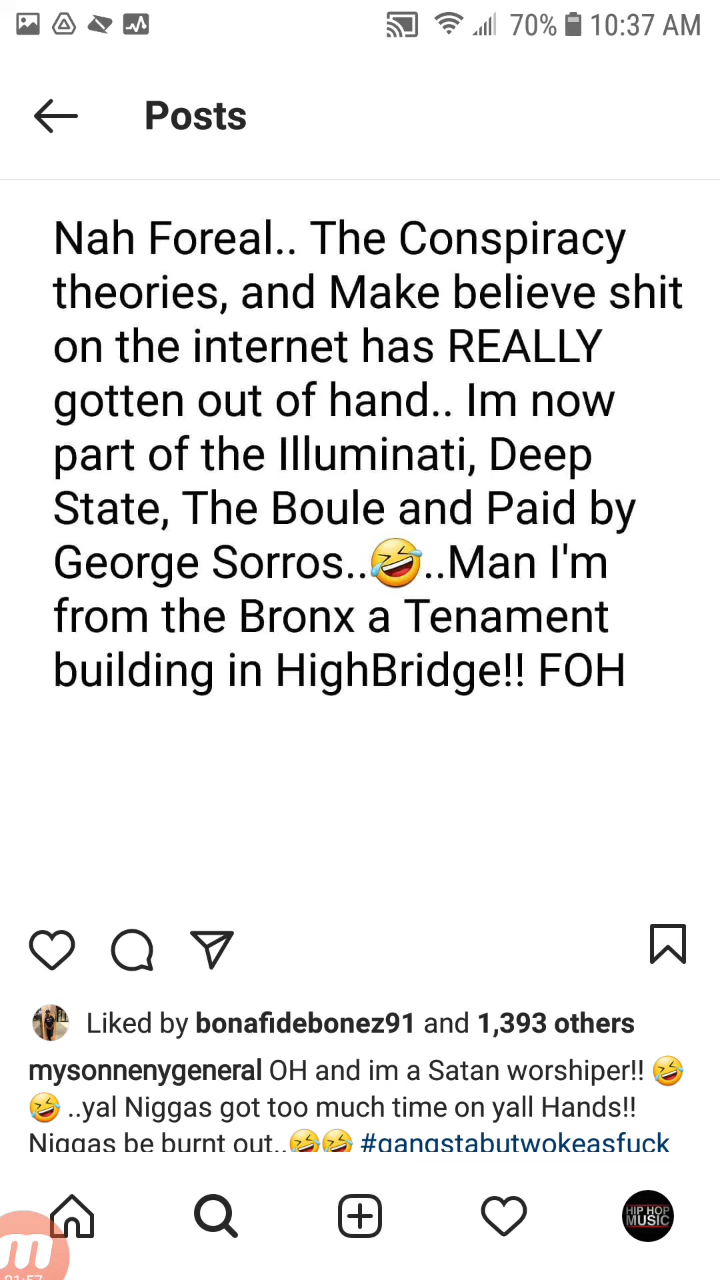 70% 10:37 AM
Posts
Nah Foreal.. The Conspiracy
theories, and Make believe shit
on the internet has REALLY
gotten out of hand.. Im now
part of the Illuminati, Deep
State, The Boule and Paid by
George Sorros..🤣..Man I'm
from the Bronx a Tenament
building in HighBridge!! FOH
Liked by bonafidebonez91 and 1,393 others
mysonnenygeneral OH and im a Satan worshiper!! 🤣
🤣 ..yal Niggas got too much time on yall Hands!!
Niggas be burnt out..🤣🤣 #gangstabutwokeasfuck
HIP HOP
MUSIC
m
01:57